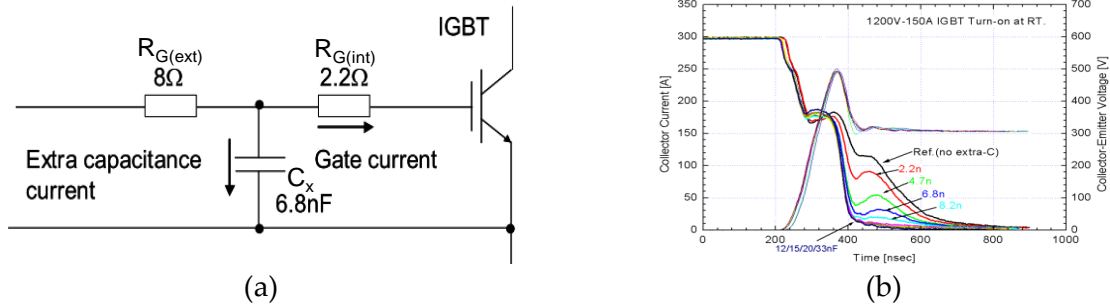 IGBT
R_G(ext)
8Ω
R_G(int)
2.2Ω
Extra capacitance
current
C_x
6.8nF
Gate current
(a)
1200V-150A IGBT Turn-on at RT.
Collector Current [A]
350
300
250
200
150
100
50
0
Ref.(no extra-C)
2.2n
4.7n
6.8n
8.2n
12/15/20/33nF
0
200
400
600
800
1000
Time [nsec]
700
600
500
400
300
200
100
0
Collector-Emitter Voltage [V]
(b)